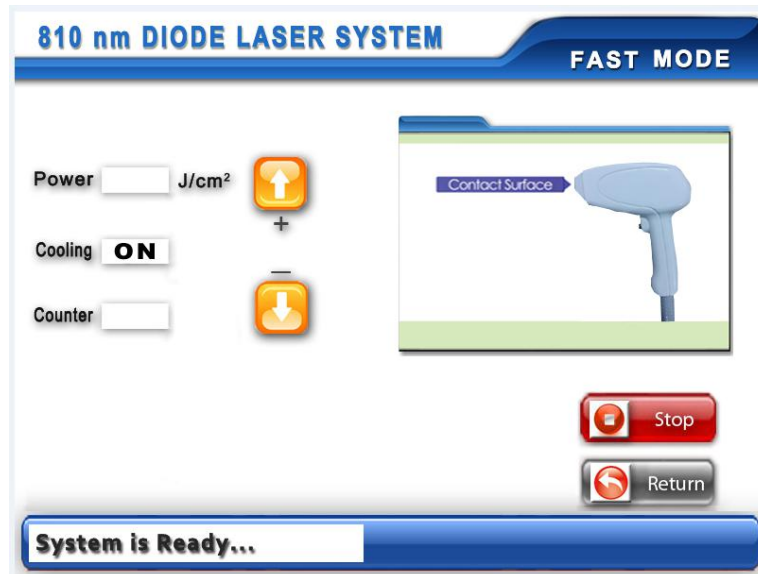 810 nm DIODE LASER SYSTEM
FAST MODE
Power J/cm²
+
Cooling ON
—
Counter
Contact Surface
Stop
Return
System is Ready...